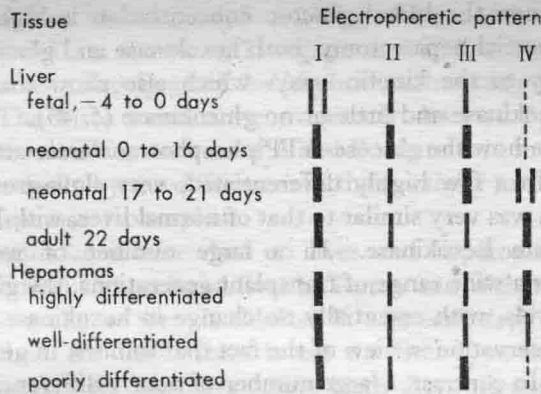 Tissue Electrophoretic pattern
I II III IV
Liver
fetal, – 4 to 0 days
neonatal 0 to 16 days
neonatal 17 to 21 days
adult 22 days
Hepatomas
highly differentiated
well-differentiated
poorly differentiated